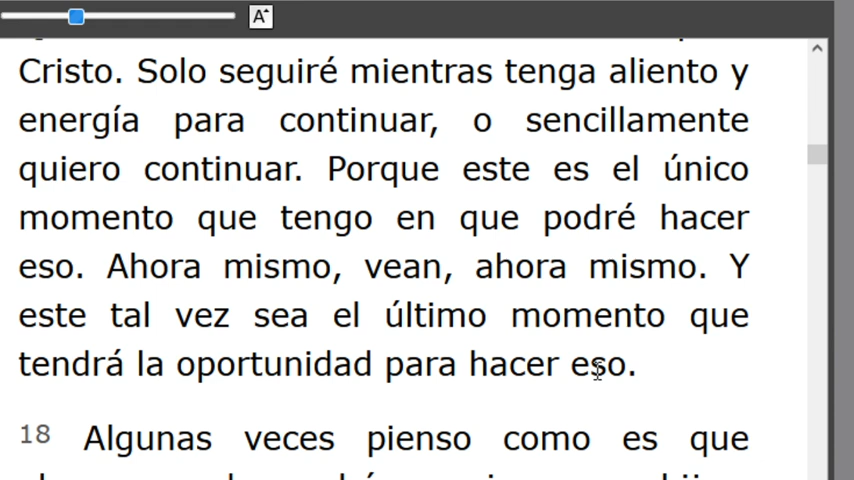 A
Cristo. Solo seguiré mientras tenga aliento y
energía para continuar, o sencillamente
quiero continuar. Porque este es el único
momento que tengo en que podré hacer
eso. Ahora mismo, vean, ahora mismo. Y
este tal vez sea el último momento que
tendrá la oportunidad para hacer eso.
18 Algunas veces pienso como es que